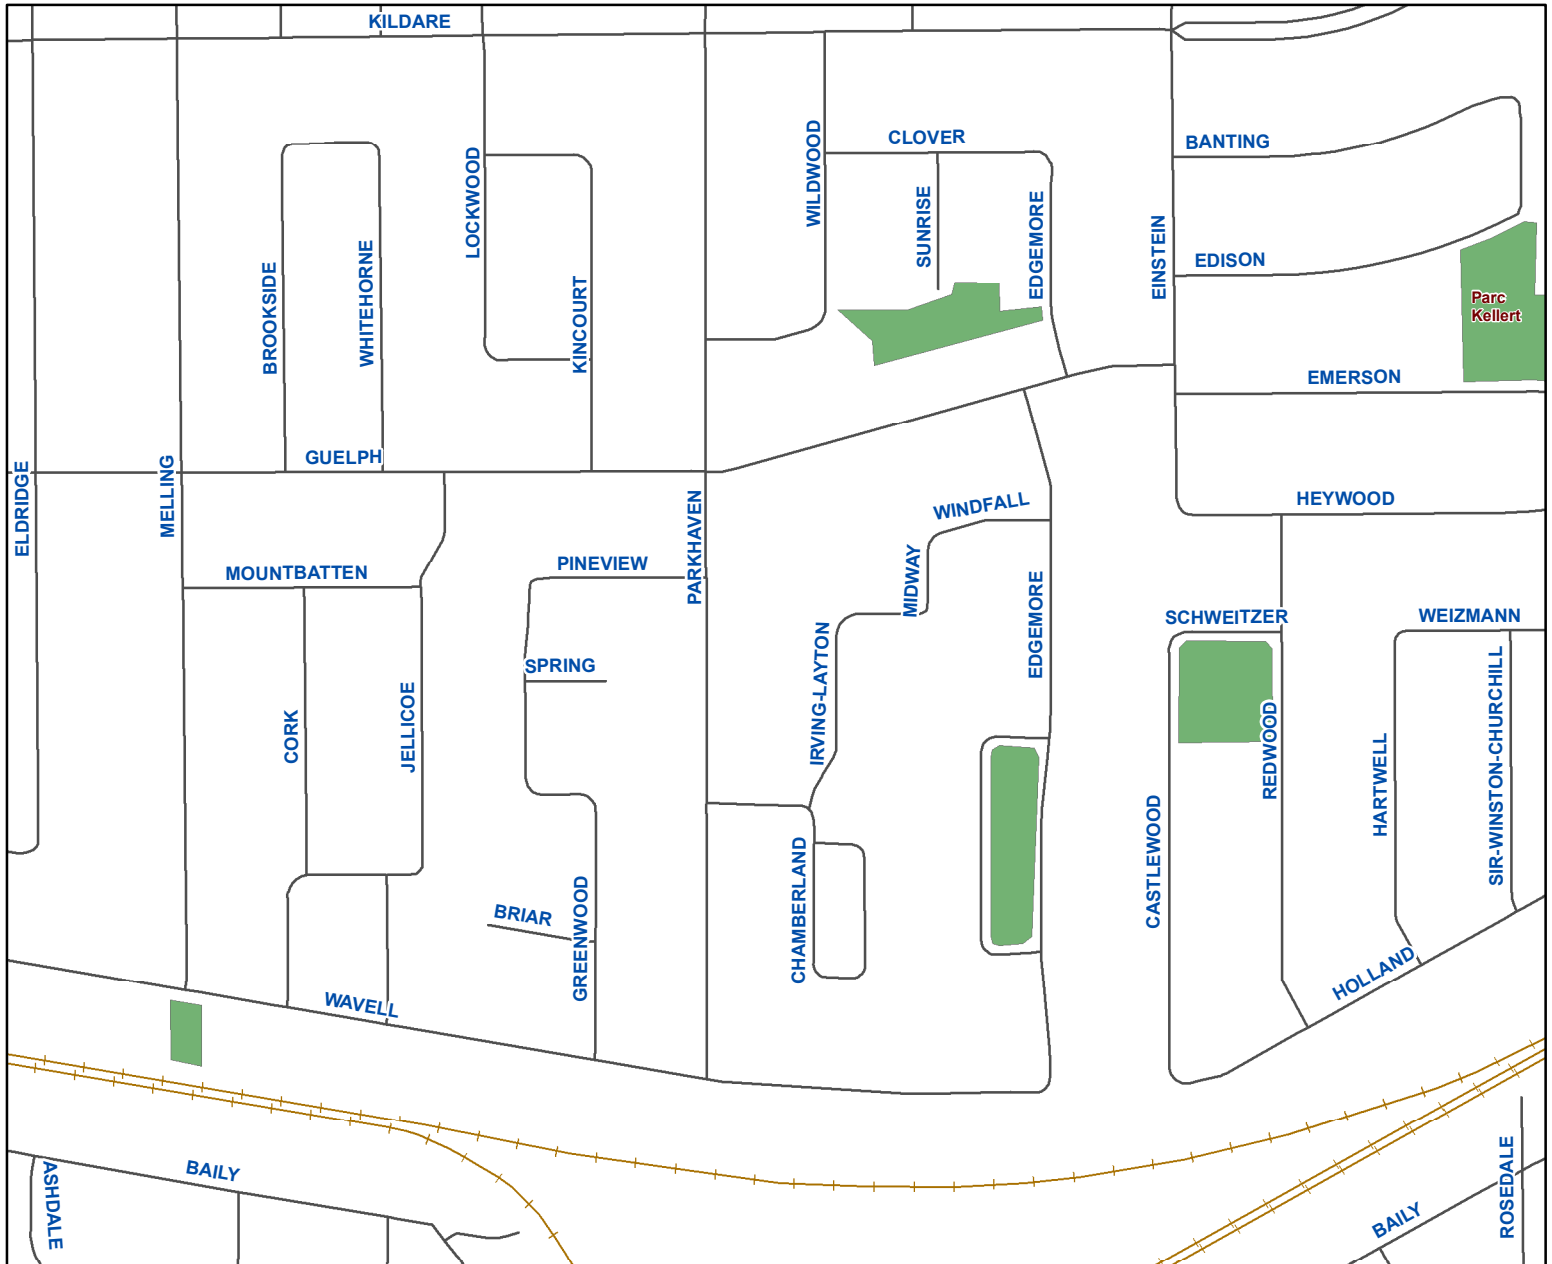 KILDARE
WILDWOOD
CLOVER
BANTING
LOCKWOOD
SUNRISE
EDGEMORE
EINSTEIN
EDISON
BROOKSIDE
WHITEHORNE
KINCOURT
Parc
Kellert
EMERSON
GUELPH
ELDRIDGE
MELLING
PARKHAVEN
WINDFALL
HEYWOOD
MOUNTBATTEN
PINEVIEW
MIDWAY
EDGEMORE
SCHWEITZER
WEIZMANN
SPRING
IRVING-LAYTON
CORK
JELLICOE
REDWOOD
HARTWELL
SIR-WINSTON-CHURCHILL
CASTLEWOOD
CHAMBERLAND
BRIAR
GREENWOOD
HOLLAND
WAVELL
ASHDALE
BAILY
BAILY
ROSEDALE